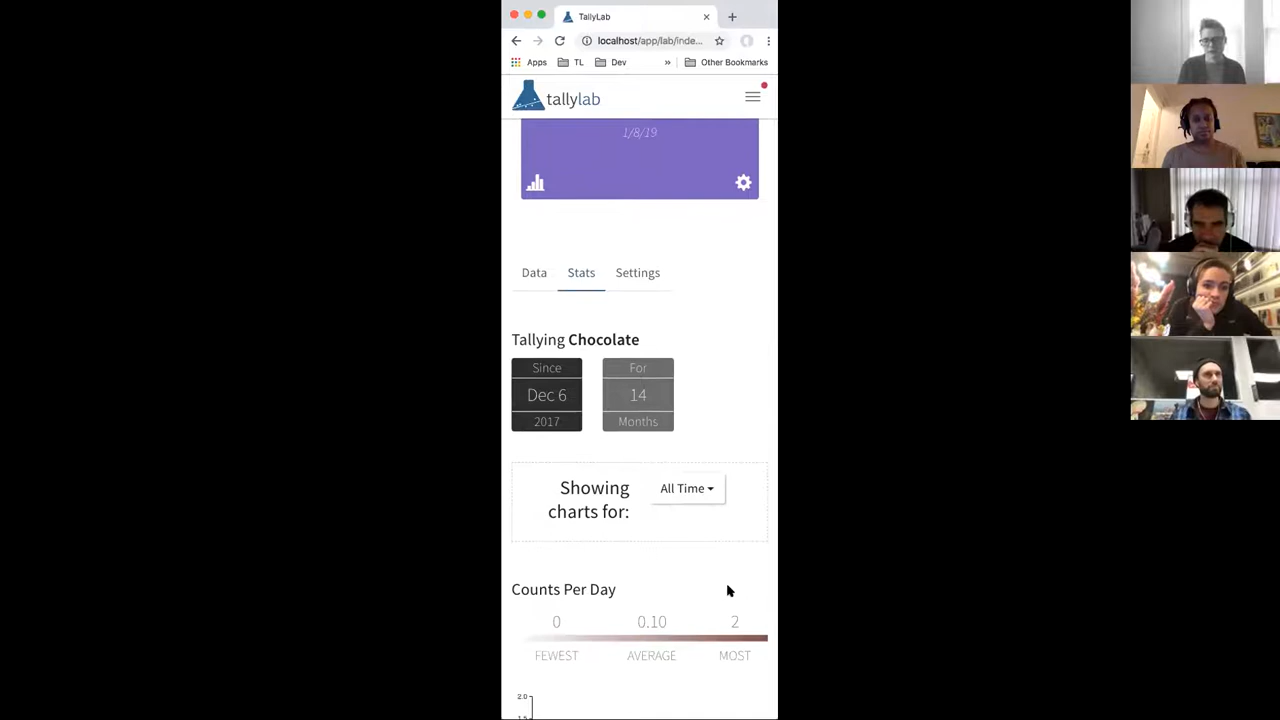 TallyLab
localhost/app/lab/inde...
Apps TL Dev » Other Bookmarks
tallylab
1/8/19
Data Stats Settings
Tallying Chocolate
Since For
Dec 6 14
2017 Months
Showing All Time
charts for:
Counts Per Day
0 0.10 2
FEWEST AVERAGE MOST
2.0
1.5